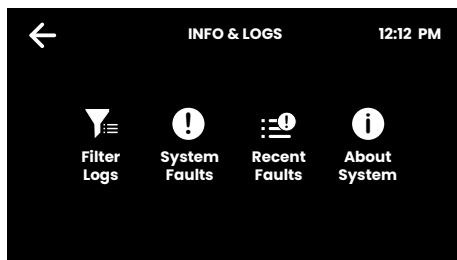 INFO & LOGS 12:12 PM
Filter System Recent About
Logs Faults Faults System